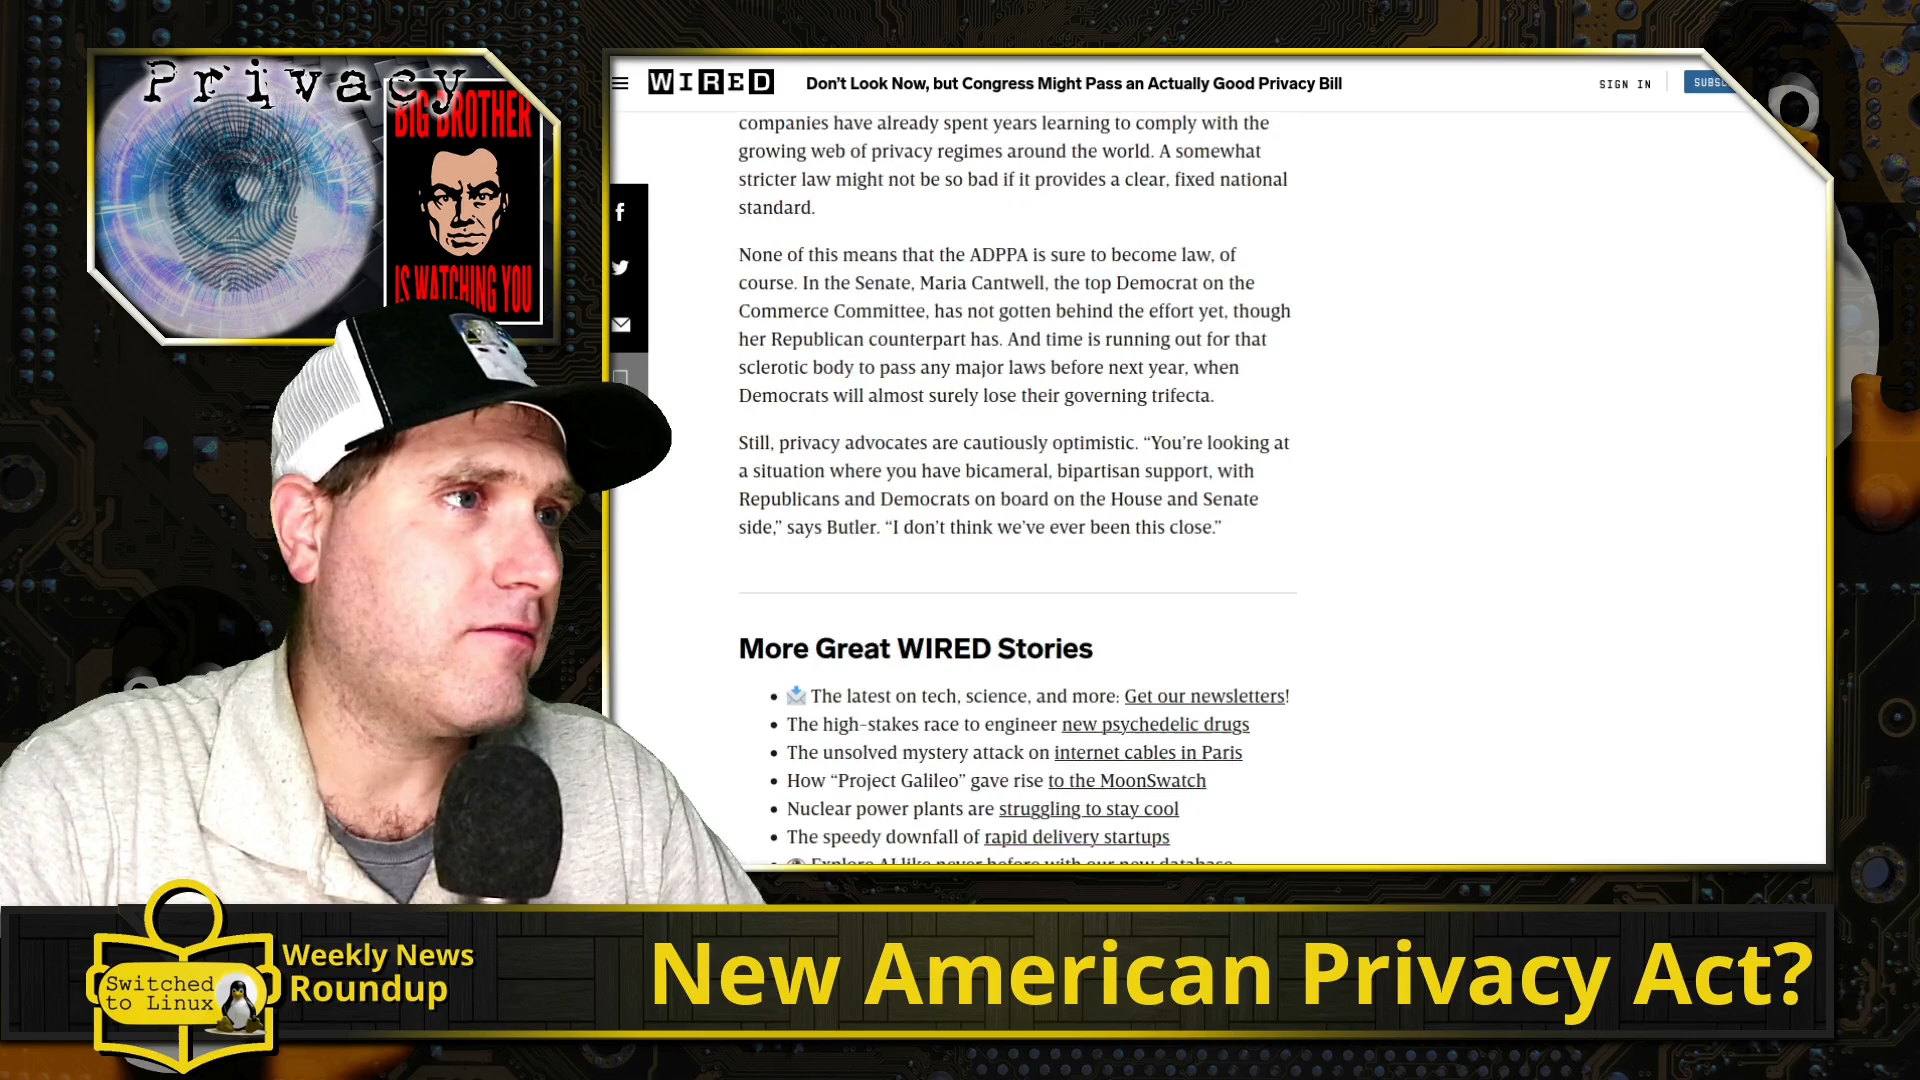 Privacy
BIG BROTHER
IS WATCHING YOU
WIRED
Don't Look Now, but Congress Might Pass an Actually Good Privacy Bill
SIGN IN
companies have already spent years learning to comply with the
growing web of privacy regimes around the world. A somewhat
stricter law might not be so bad if it provides a clear, fixed national
standard.
None of this means that the ADPPA is sure to become law, of
course. In the Senate, Maria Cantwell, the top Democrat on the
Commerce Committee, has not gotten behind the effort yet, though
her Republican counterpart has. And time is running out for that
sclerotic body to pass any major laws before next year, when
Democrats will almost surely lose their governing trifecta.
Still, privacy advocates are cautiously optimistic. “You’re looking at
a situation where you have bicameral, bipartisan support, with
Republicans and Democrats on board on the House and Senate
side,” says Butler. “I don’t think we’ve ever been this close.”
More Great WIRED Stories
The latest on tech, science, and more: Get our newsletters!
The high-stakes race to engineer new psychedelic drugs
The unsolved mystery attack on internet cables in Paris
How “Project Galileo” gave rise to the MoonSwatch
Nuclear power plants are struggling to stay cool
The speedy downfall of rapid delivery startups
Explore AI like never before with our new database
Switched
to Linux
Weekly News
Roundup
New American Privacy Act?